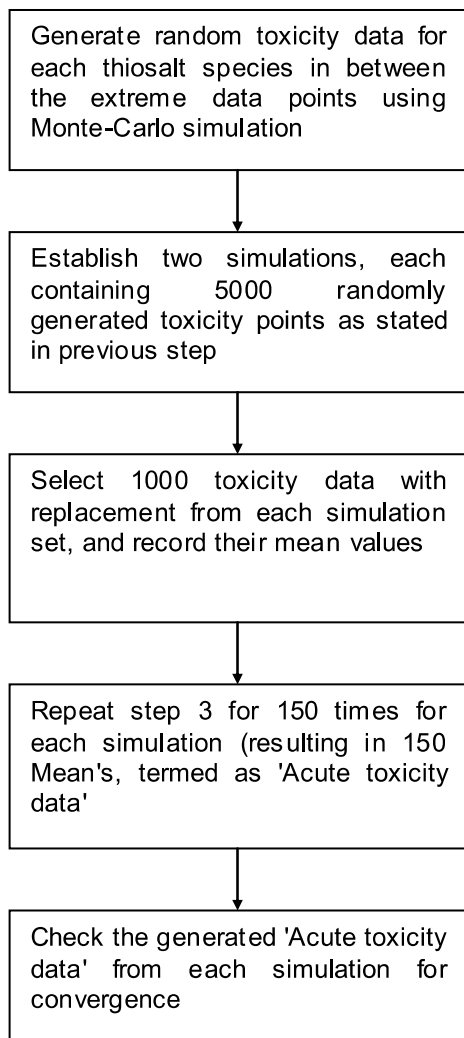 Generate random toxicity data for
each thiosalt species in between
the extreme data points using
Monte-Carlo simulation
Establish two simulations, each
containing 5000 randomly
generated toxicity points as stated
in previous step
Select 1000 toxicity data with
replacement from each simulation
set, and record their mean values
Repeat step 3 for 150 times for
each simulation (resulting in 150
Mean's, termed as 'Acute toxicity
data'
Check the generated 'Acute toxicity
data' from each simulation for
convergence